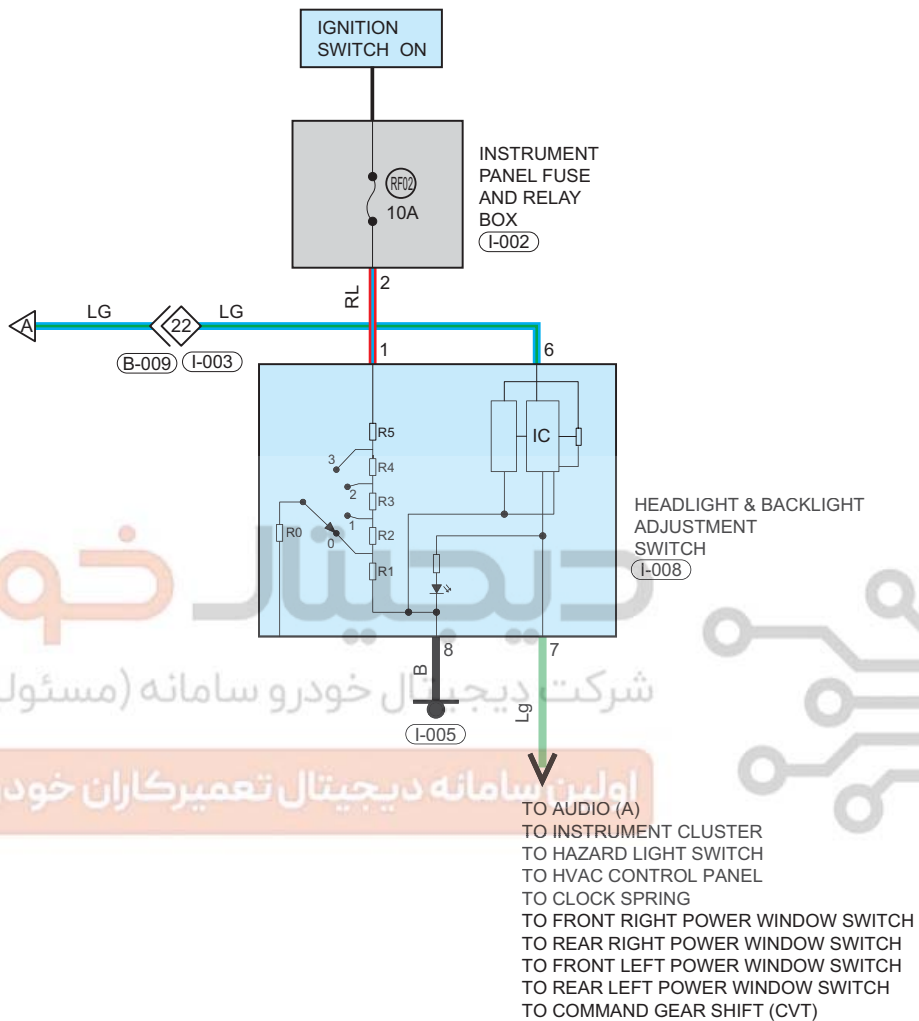 IGNITION
SWITCH ON
RF02
10A
INSTRUMENT
PANEL FUSE
AND RELAY
BOX
I-002
2
RL
A
LG
22
LG
B-009
I-003
1
6
R5
R4
R3
R2
R1
R0
3
2
1
0
IC
HEADLIGHT & BACKLIGHT
ADJUSTMENT
SWITCH
I-008
دیجیتال خو
8
7
B
Lg
شرکت دیجیتال خودرو سامانه (مسئول
I-005
اولین سامانه دیجیتال تعمیرکاران خودر
TO AUDIO (A)
TO INSTRUMENT CLUSTER
TO HAZARD LIGHT SWITCH
TO HVAC CONTROL PANEL
TO CLOCK SPRING
TO FRONT RIGHT POWER WINDOW SWITCH
TO REAR RIGHT POWER WINDOW SWITCH
TO FRONT LEFT POWER WINDOW SWITCH
TO REAR LEFT POWER WINDOW SWITCH
TO COMMAND GEAR SHIFT (CVT)